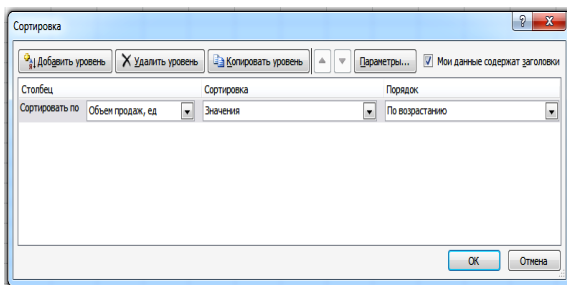 Сортировка
Добавить уровень Удалить уровень Копировать уровень Параметры... Мои данные содержат заголовки
Столбец Сортировка Порядок
Сортировать по Объем продаж, ед Значения По возрастанию
ОК Отмена